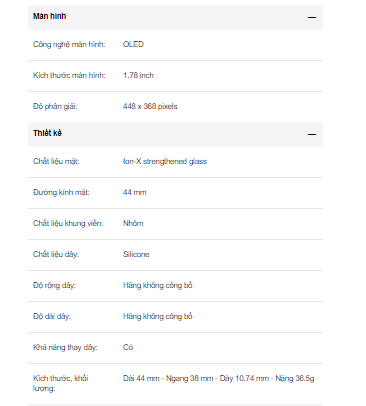 Màn hình
Công nghệ màn hình: OLED
Kích thước màn hình: 1.78 inch
Độ phân giải: 448 x 368 pixels
Thiết kế
Chất liệu mặt: Ion-X strengthened glass
Đường kính mặt: 44 mm
Chất liệu khung viền: Nhôm
Chất liệu dây: Silicone
Độ rộng dây: Hãng không công bố
Độ dài dây: Hãng không công bố
Khả năng thay dây: Có
Kích thước, khối Dài 44 mm - Ngang 38 mm - Dày 10.74 mm - Nặng 36.5g
lượng: